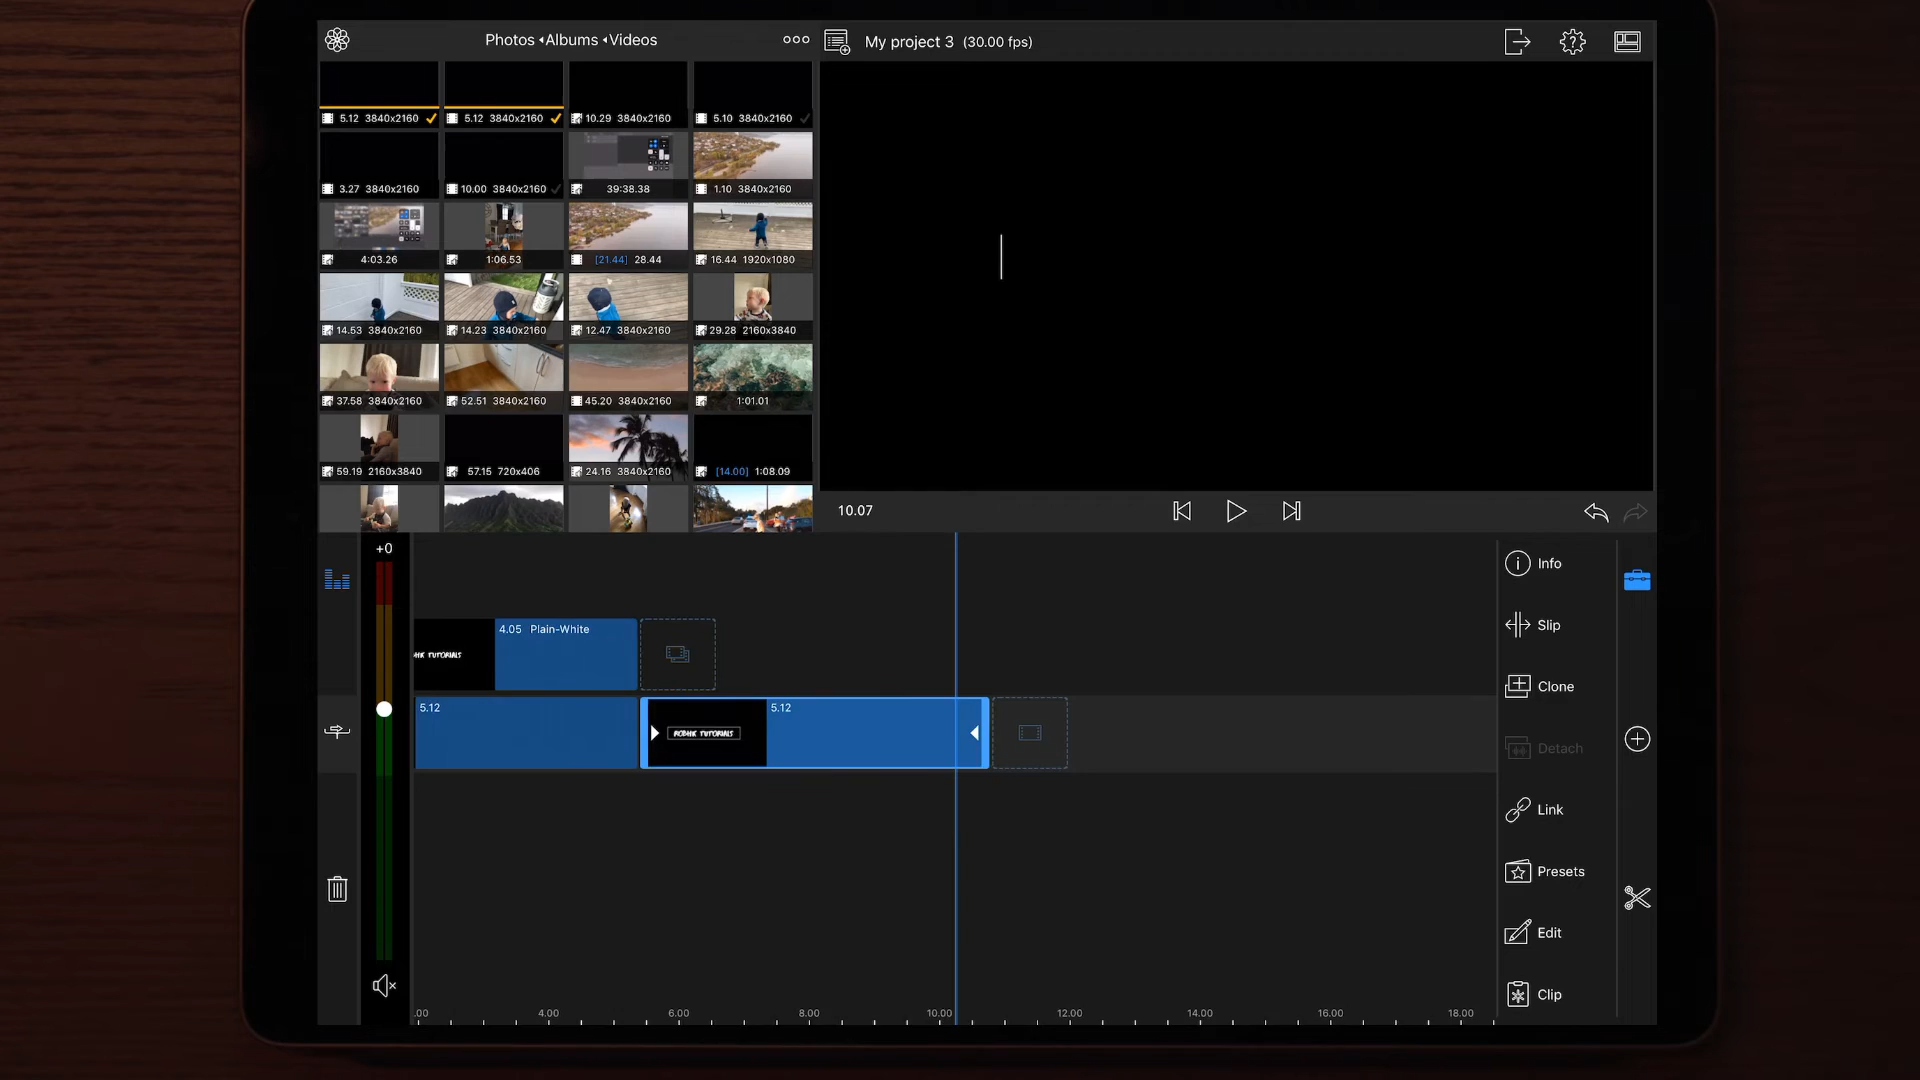 Photos Albums Videos
My project 3 (30.00 fps)
5.12 3840x2160
5.12 3840x2160
10.29 3840x2160
5.10 3840x2160
3.27 3840x2160
10.00 3840x2160
39:38.38
1.10 3840x2160
4:03.26
1:06.53
[21.44] 28.44
16.44 1920x1080
14.53 3840x2160
14.23 3840x2160
12.47 3840x2160
29.28 2160x3840
37.58 3840x2160
52.51 3840x2160
45.20 3840x2160
1:01.01
59.19 2160x3840
57.15 720x406
24.16 3840x2160
[14.00] 1:08.09
10.07
+0
Info
4.05 Plain-White
Slip
TUTORIALS
Clone
5.12
5.12
ROBHK TUTORIALS
Detach
Link
Presets
Edit
Clip
.00 4.00 6.00 8.00 10.00 12.00 14.00 16.00 18.00